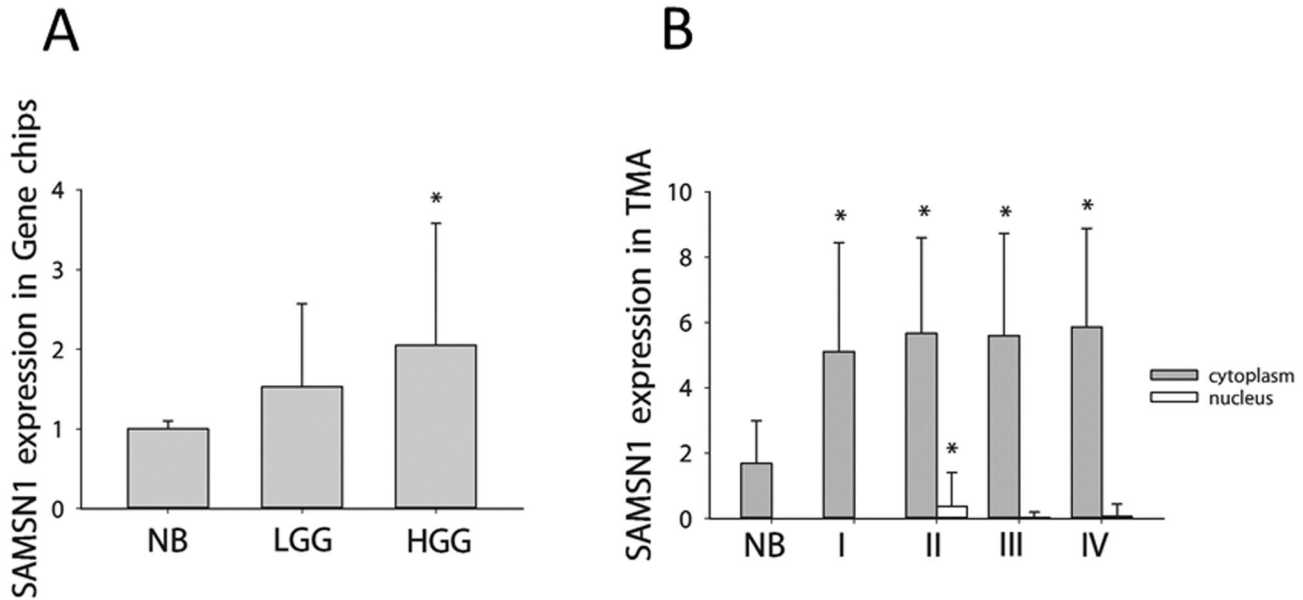 A
SAMSN1 expression in Gene chips
4
3
2
1
0
*
NB LGG HGG
B
SAMSN1 expression in TMA
10
8
6
4
2
0
* * * *
*
NB I II III IV
cytoplasm
nucleus